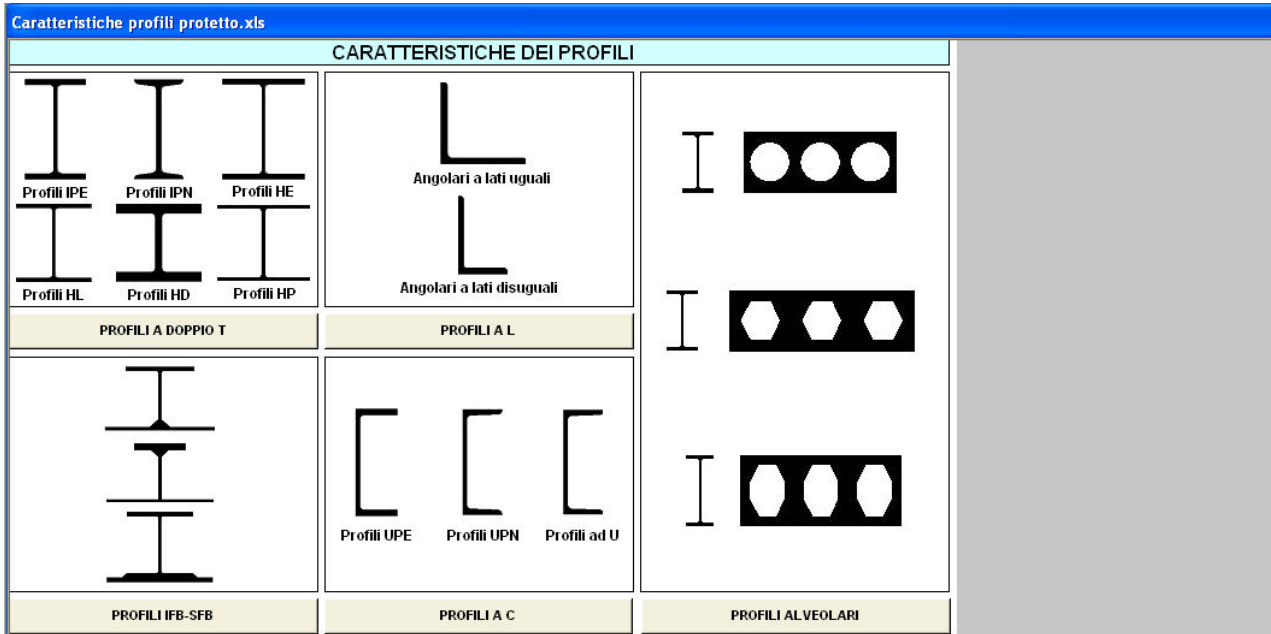 Caratteristiche profili protetto.xls
CARATTERISTICHE DEI PROFILI
Profili IPE Profili IPN Profili HE
Profili HL Profili HD Profili HP
PROFILI A DOPPIO T
Angolari a lati uguali
Angolari a lati disuguali
PROFILI A L
PROFILI IFB-SFB
Profili UPE Profili UPN Profili ad U
PROFILI A C
PROFILI ALVEOLARI